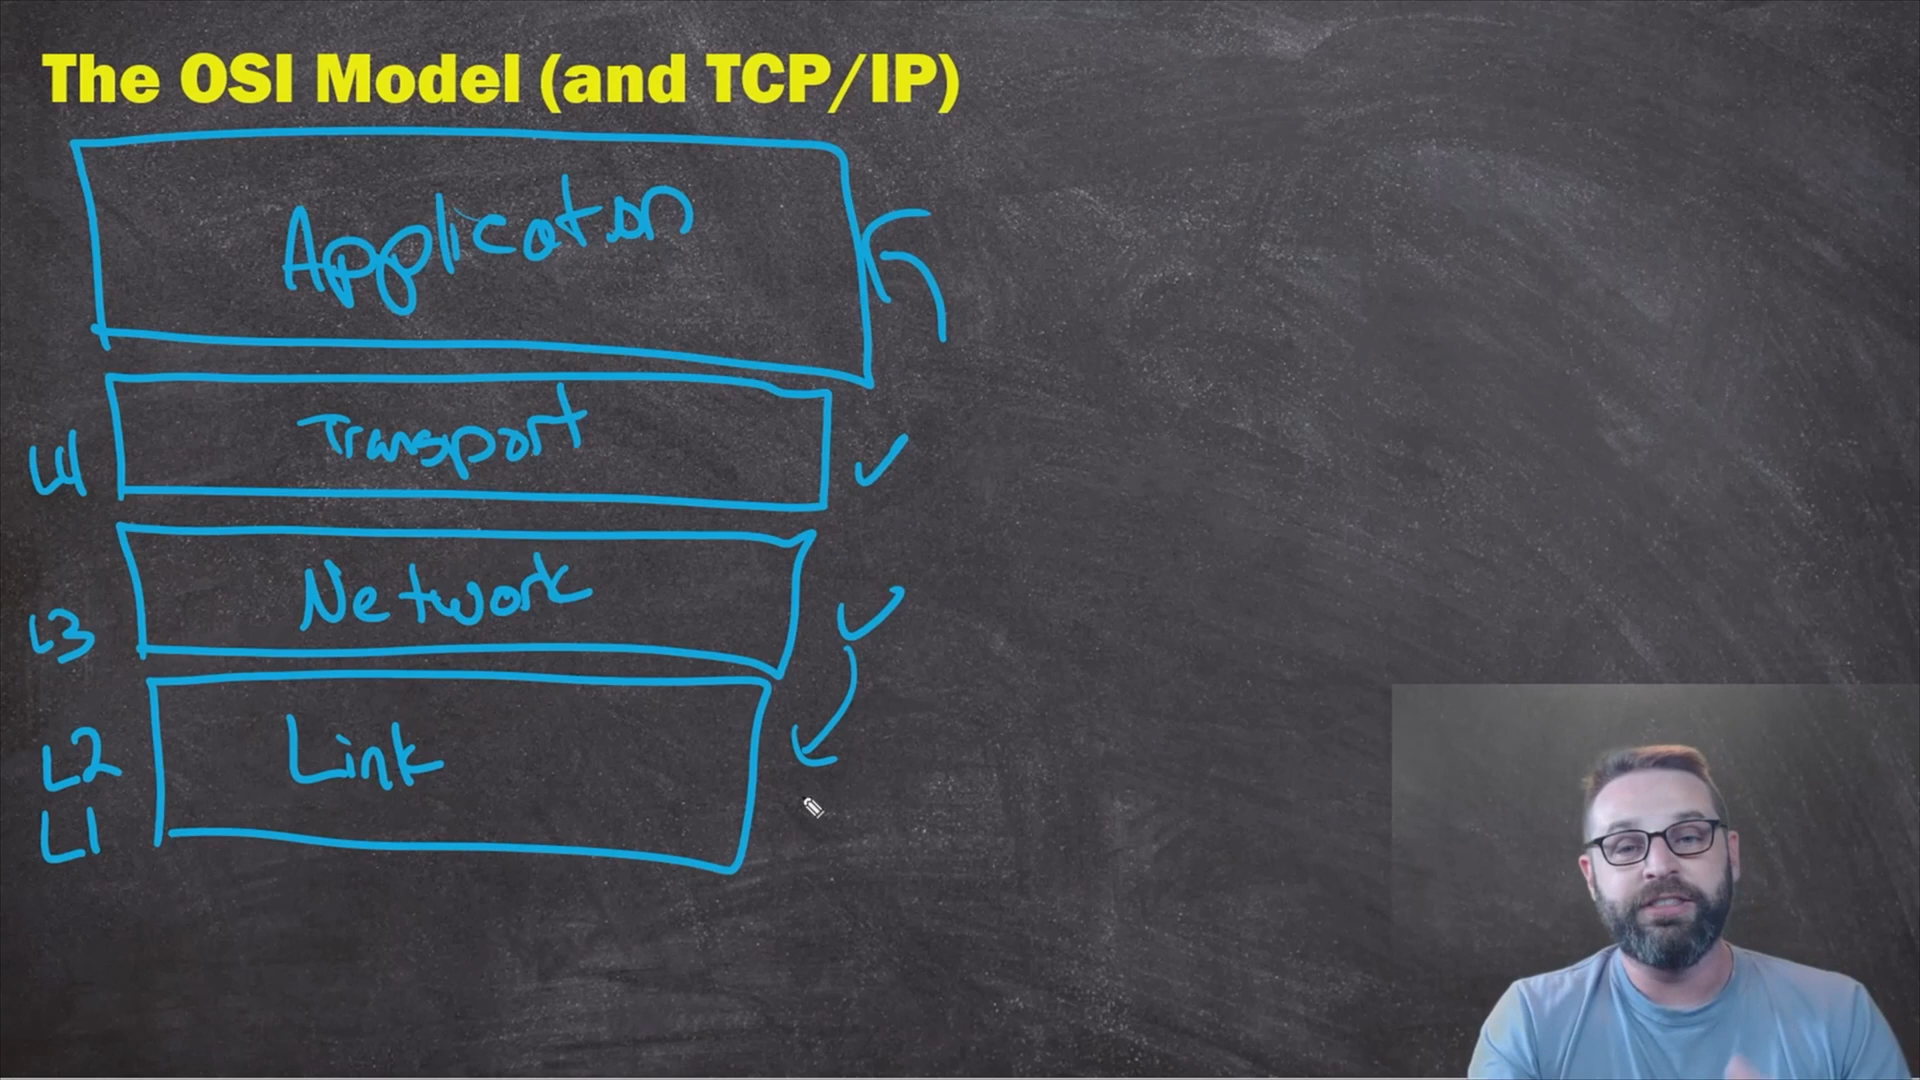 The OSI Model (and TCP/IP)
Application
L4 Transport
L3 Network
L2 Link
L1